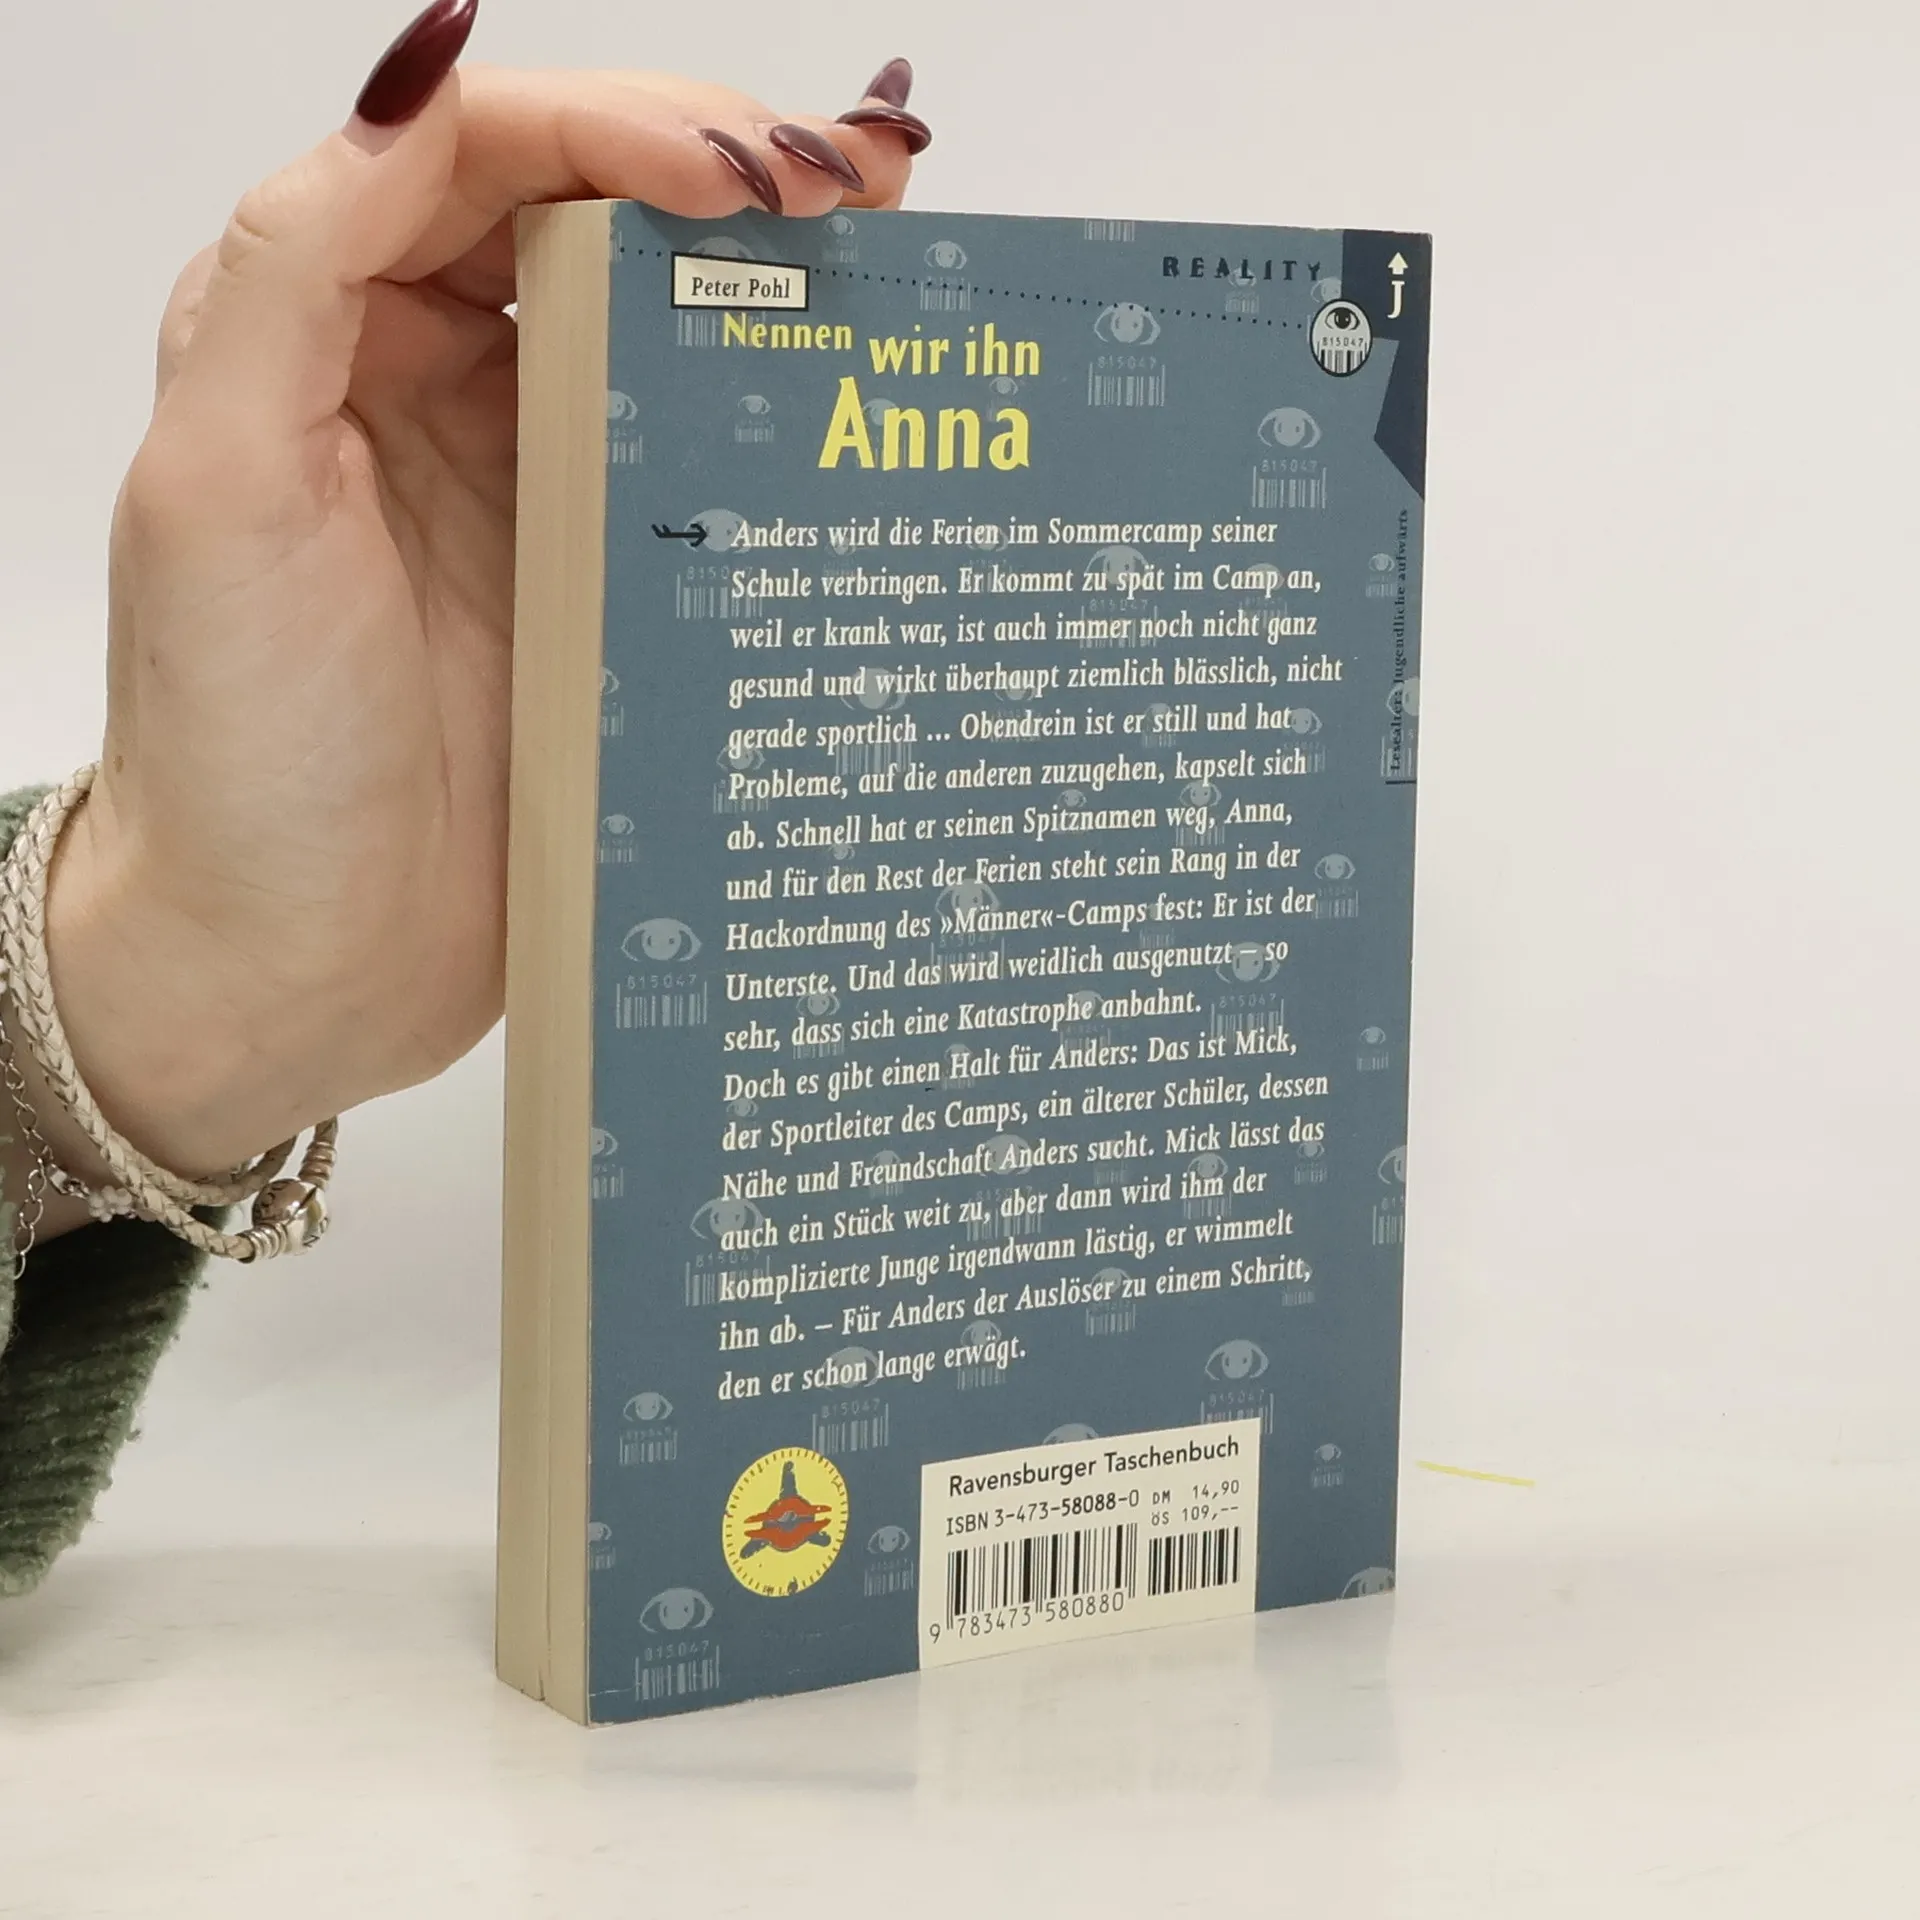 REALITY
J
Peter Pohl
815047
Nennen wir ihn
Anna
Anders wird die Ferien im Sommercamp seiner
Schule verbringen. Er kommt zu spät im Camp an,
weil er krank war, ist auch immer noch nicht ganz
gesund und wirkt überhaupt ziemlich blässlich, nicht
gerade sportlich ... Obendrein ist er still und hat
Probleme, auf die anderen zuzugehen, kapselt sich
ab. Schnell hat er seinen Spitznamen weg, Anna,
und für den Rest der Ferien steht sein Rang in der
Hackordnung des »Männer«-Camps fest: Er ist der
Unterste. Und das wird weidlich ausgenutzt – so
sehr, dass sich eine Katastrophe anbahnt.
Doch es gibt einen Halt für Anders: Das ist Mick,
der Sportleiter des Camps, ein älterer Schüler, dessen
Nähe und Freundschaft Anders sucht. Mick lässt das
auch ein Stück weit zu, aber dann wird ihm der
komplizierte Junge irgendwann lästig, er wimmelt
ihn ab. – Für Anders der Auslöser zu einem Schritt,
den er schon lange erwägt.
Lesealter: Jugendliche aufwärts
Ravensburger Taschenbuch
ISBN 3-473-58088-0 DM 14,90
öS 109,--
9 783473 580880